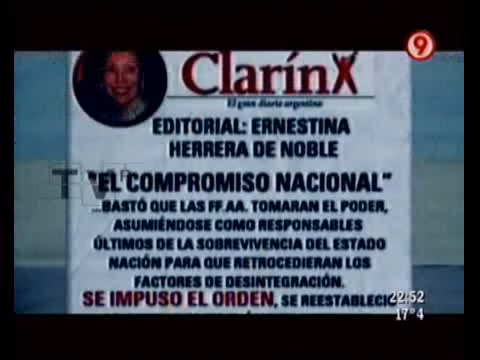 9
Clarín
El gran diario argentino
EDITORIAL: ERNESTINA
HERRERA DE NOBLE
"EL COMPROMISO NACIONAL"
...BASTÓ QUE LAS FF.AA. TOMARAN EL PODER,
ASUMIÉNDOSE COMO RESPONSABLES
ÚLTIMOS DE LA SOBREVIVENCIA DEL ESTADO
NACIÓN PARA QUE RETROCEDIERAN LOS
FACTORES DE DESINTEGRACIÓN.
SE IMPUSO EL ORDEN, SE REESTABLECIÓ
22:52
17°4